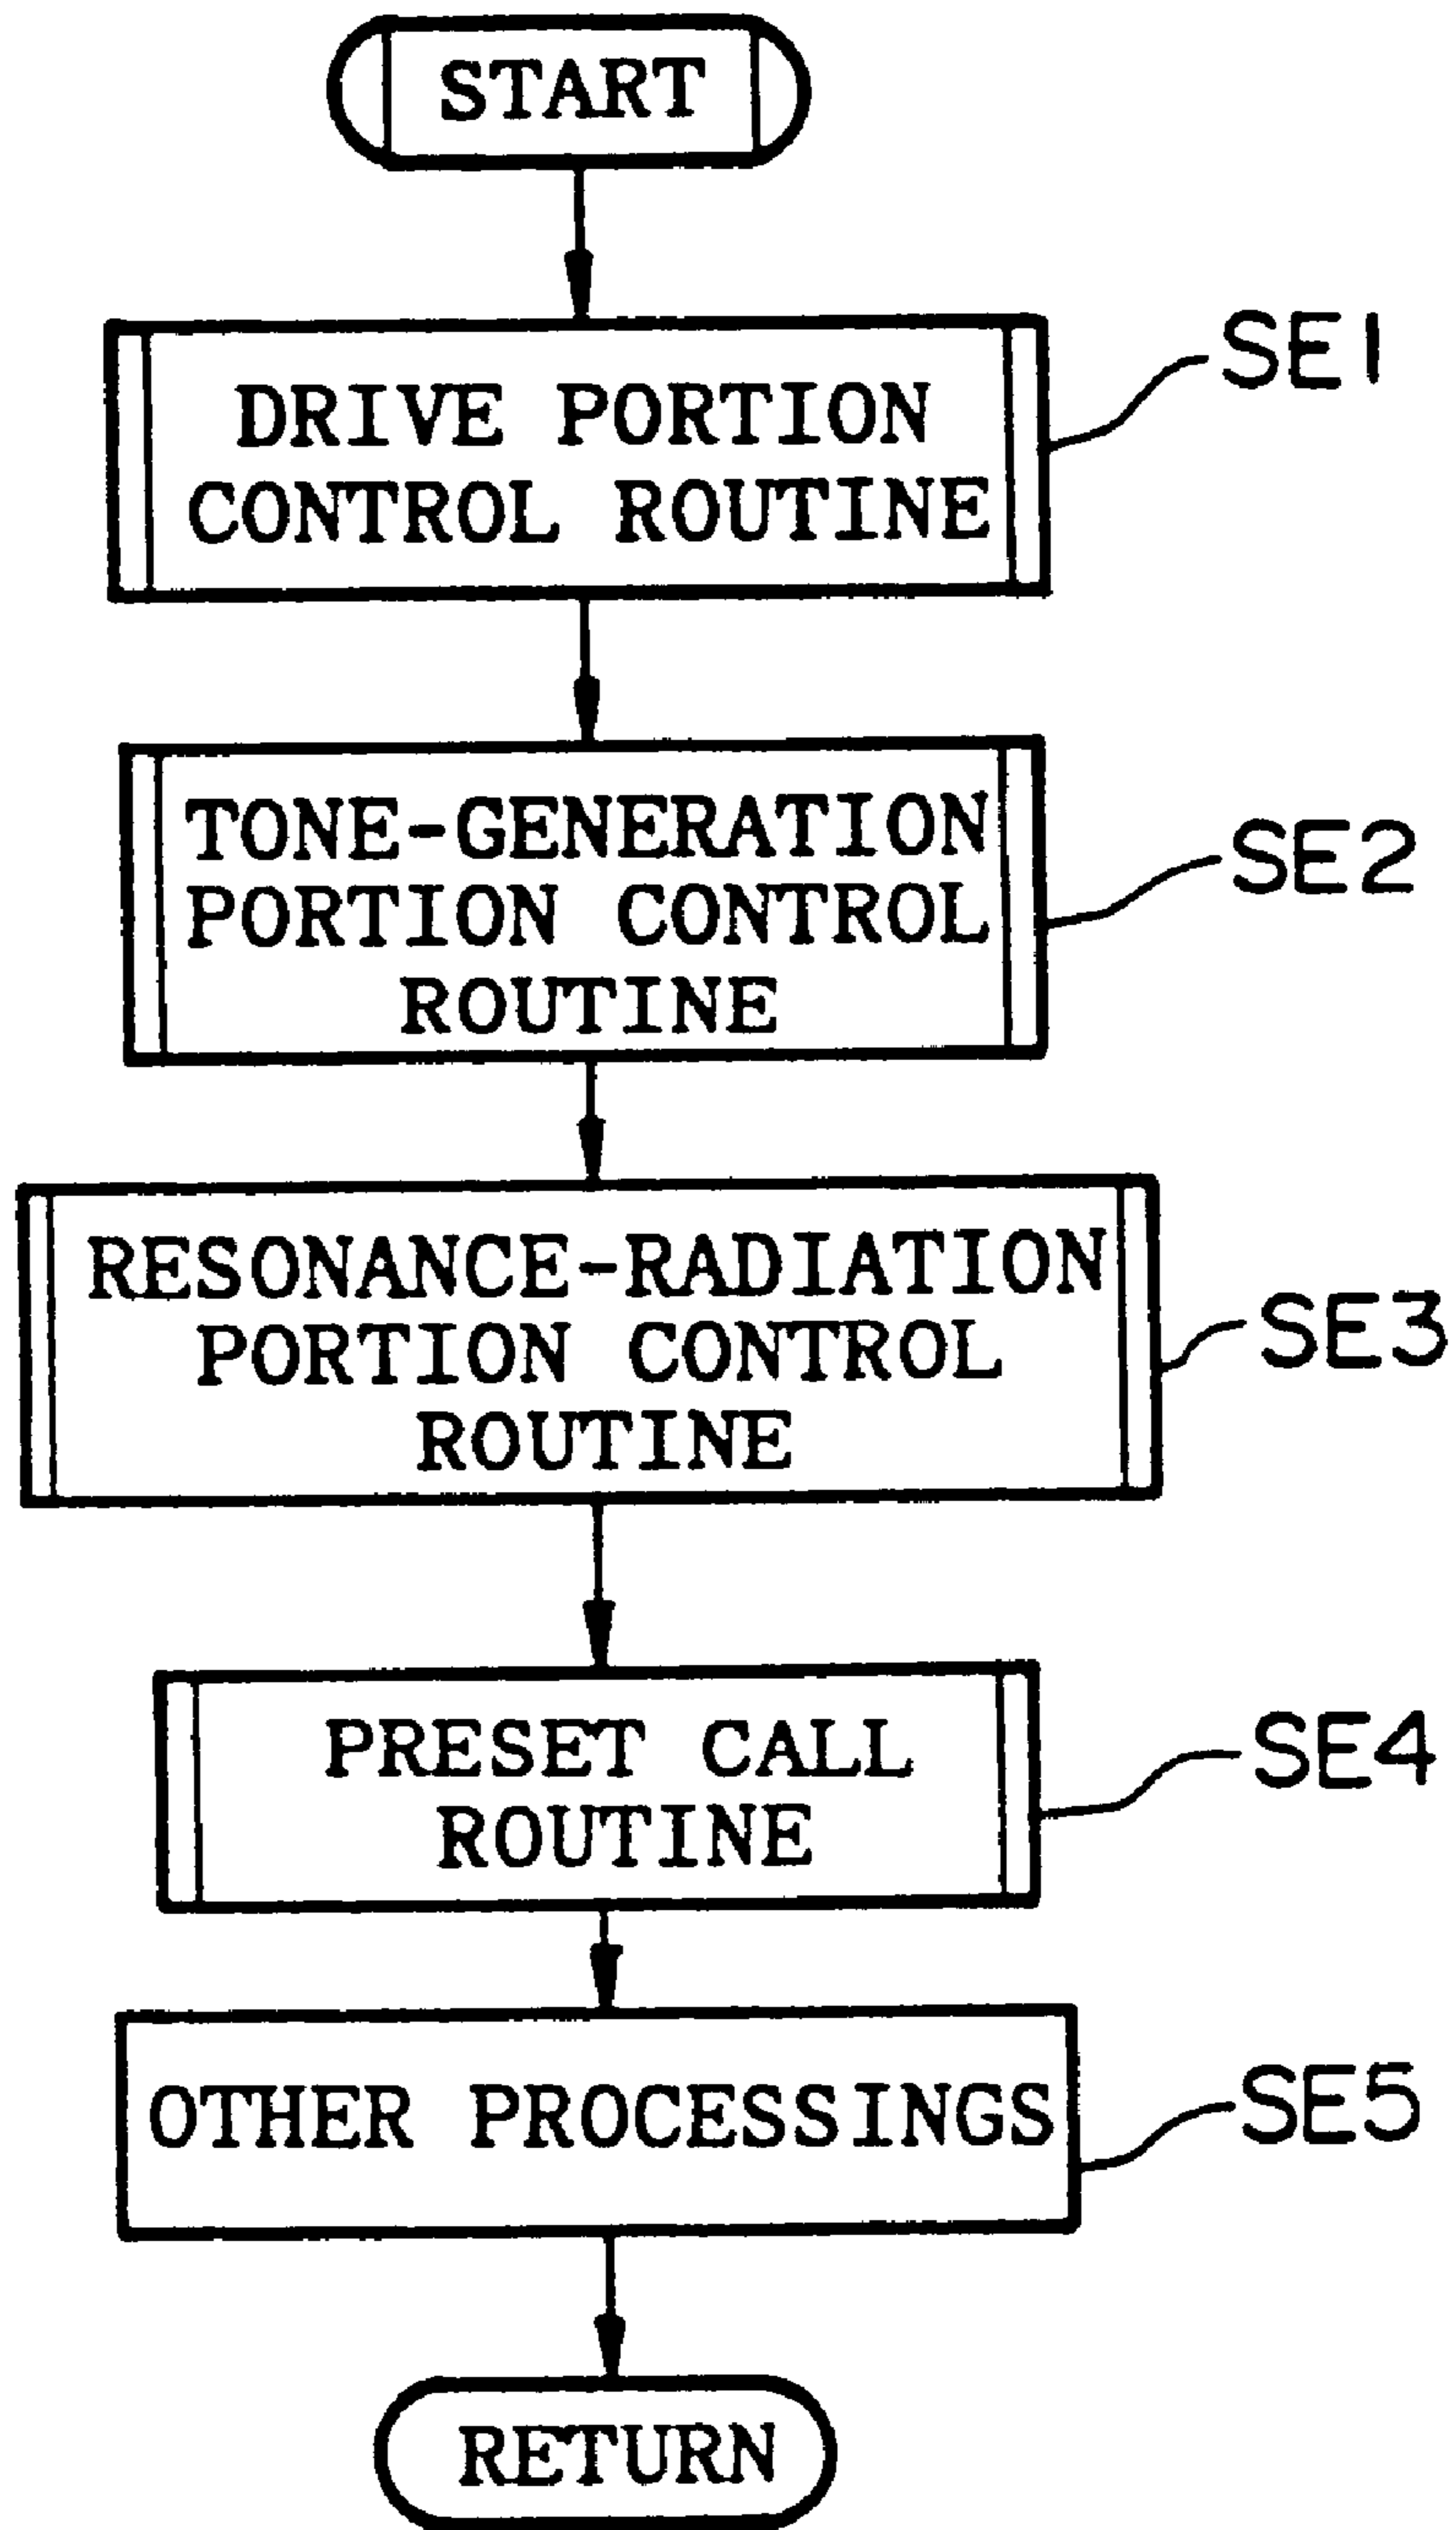 START
DRIVE PORTION
CONTROL ROUTINE
SE1
TONE-GENERATION
PORTION CONTROL
ROUTINE
SE2
RESONANCE-RADIATION
PORTION CONTROL
ROUTINE
SE3
PRESET CALL
ROUTINE
SE4
OTHER PROCESSINGS
SE5
RETURN